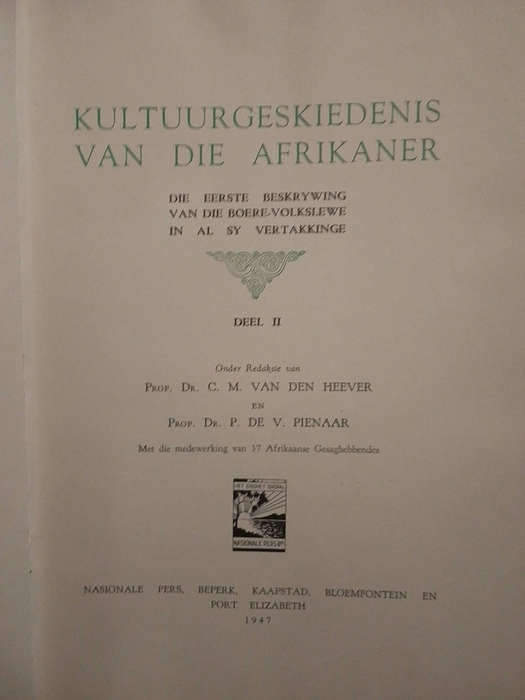 KULTUURGESKIEDENIS
VAN DIE AFRIKANER
DIE EERSTE BESKRYWING
VAN DIE BOERE-VOLKSLEWE
IN AL SY VERTAKKINGE
DEEL II
Onder Redaksie van
PROF. DR. C. M. VAN DEN HEEVER
EN
PROF. DR. P. DE V. PIENAAR
Met die medewerking van 37 Afrikaanse Gesaghebbendes
NASIONALE PERS
NASIONALE PERS, BEPERK, KAAPSTAD, BLOEMFONTEIN EN
PORT ELIZABETH
1947